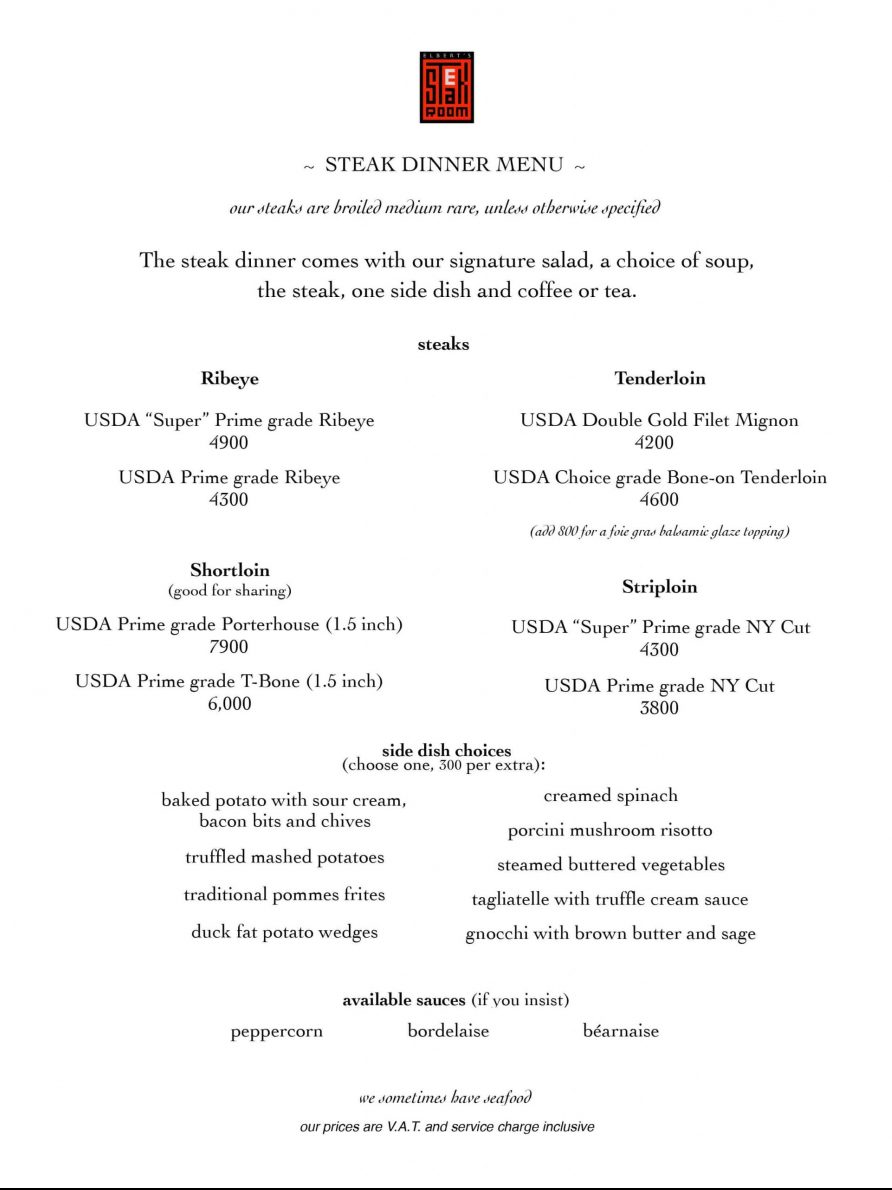 ELBERT'S
STEAK
ROOM
~ STEAK DINNER MENU ~
our steaks are broiled medium rare, unless otherwise specified
The steak dinner comes with our signature salad, a choice of soup,
the steak, one side dish and coffee or tea.
steaks
Ribeye
USDA “Super” Prime grade Ribeye
4900
USDA Prime grade Ribeye
4300
Tenderloin
USDA Double Gold Filet Mignon
4200
USDA Choice grade Bone-on Tenderloin
4600
(add 800 for a foie gras balsamic glaze topping)
Shortloin
(good for sharing)
USDA Prime grade Porterhouse (1.5 inch)
7900
USDA Prime grade T-Bone (1.5 inch)
6,000
Striploin
USDA “Super” Prime grade NY Cut
4300
USDA Prime grade NY Cut
3800
side dish choices
(choose one, 300 per extra):
baked potato with sour cream,
bacon bits and chives
truffled mashed potatoes
traditional pommes frites
duck fat potato wedges
creamed spinach
porcini mushroom risotto
steamed buttered vegetables
tagliatelle with truffle cream sauce
gnocchi with brown butter and sage
available sauces (if you insist)
peppercorn bordelaise béarnaise
we sometimes have seafood
our prices are V.A.T. and service charge inclusive